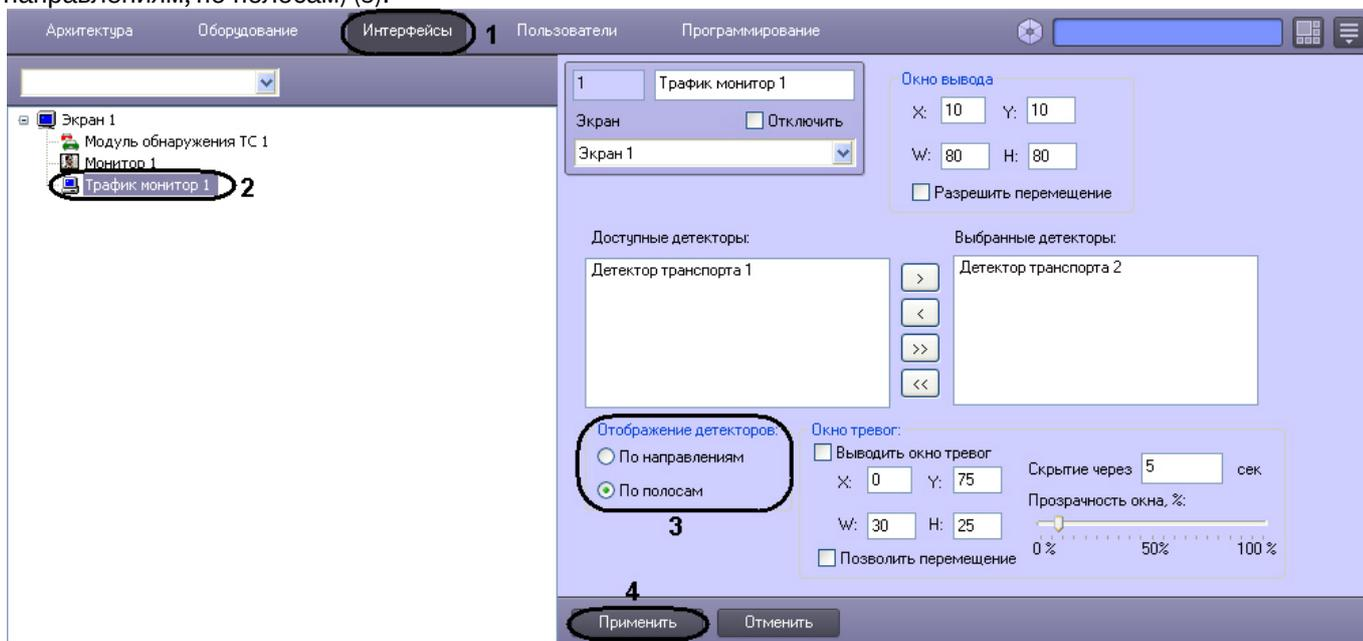 направлениям, по полосам) (3).
Архитектура Оборудование Интерфейсы 1 Пользователи Программирование
1 Трафик монитор 1
Экран Отключить
Экран 1
Окно вывода
X: 10 Y: 10
W: 80 H: 80
Разрешить перемещение
Экран 1
Модуль обнаружения ТС 1
Монитор 1
Трафик монитор 1 2
Доступные детекторы:
Детектор транспорта 1
>
<
>>
<<
Выбранные детекторы:
Детектор транспорта 2
Отображение детекторов:
По направлениям
По полосам
3
Окно тревог:
Выводить окно тревог
X: 0 Y: 75
W: 30 H: 25
Позволить перемещение
Скрытие через 5 сек
Прозрачность окна, %:
0 % 50% 100 %
4
Применить Отменить